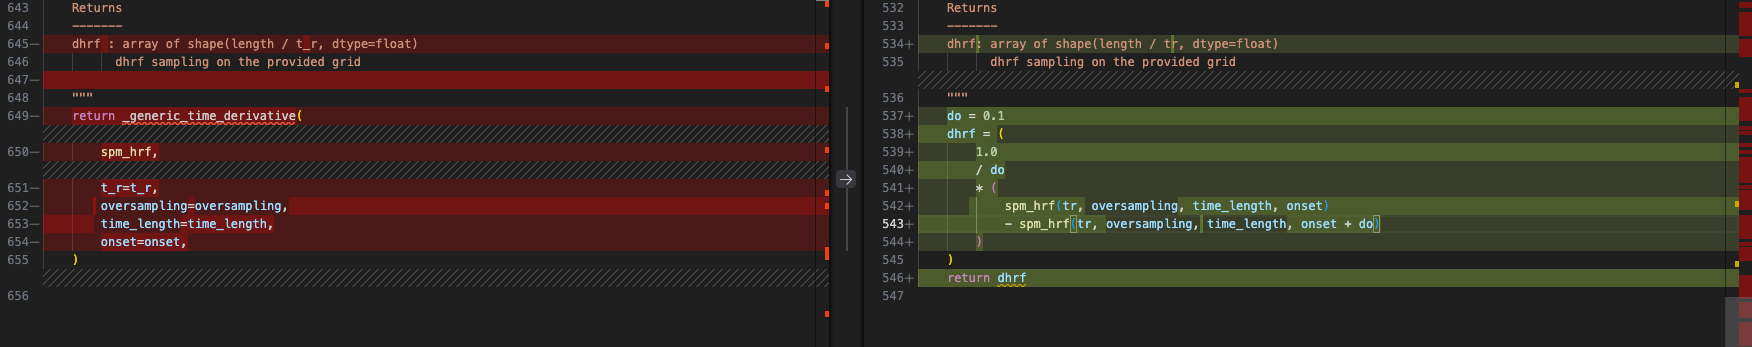 643 Returns
644 -------
645— dhrf : array of shape(length / t_r, dtype=float)
646 dhrf sampling on the provided grid
647—
648 """
649— return _generic_time_derivative(
650— spm_hrf,
651— t_r=t_r,
652— oversampling=oversampling,
653— time_length=time_length,
654— onset=onset,
655 )
656
532 Returns
533 -------
534+ dhrf: array of shape(length / tr, dtype=float)
535 dhrf sampling on the provided grid
536 """
537+ do = 0.1
538+ dhrf = (
539+ 1.0
540+ / do
541+ * (
542+ spm_hrf(tr, oversampling, time_length, onset)
543+ - spm_hrf(tr, oversampling, time_length, onset + do)
544+ )
545 )
546+ return dhrf
547